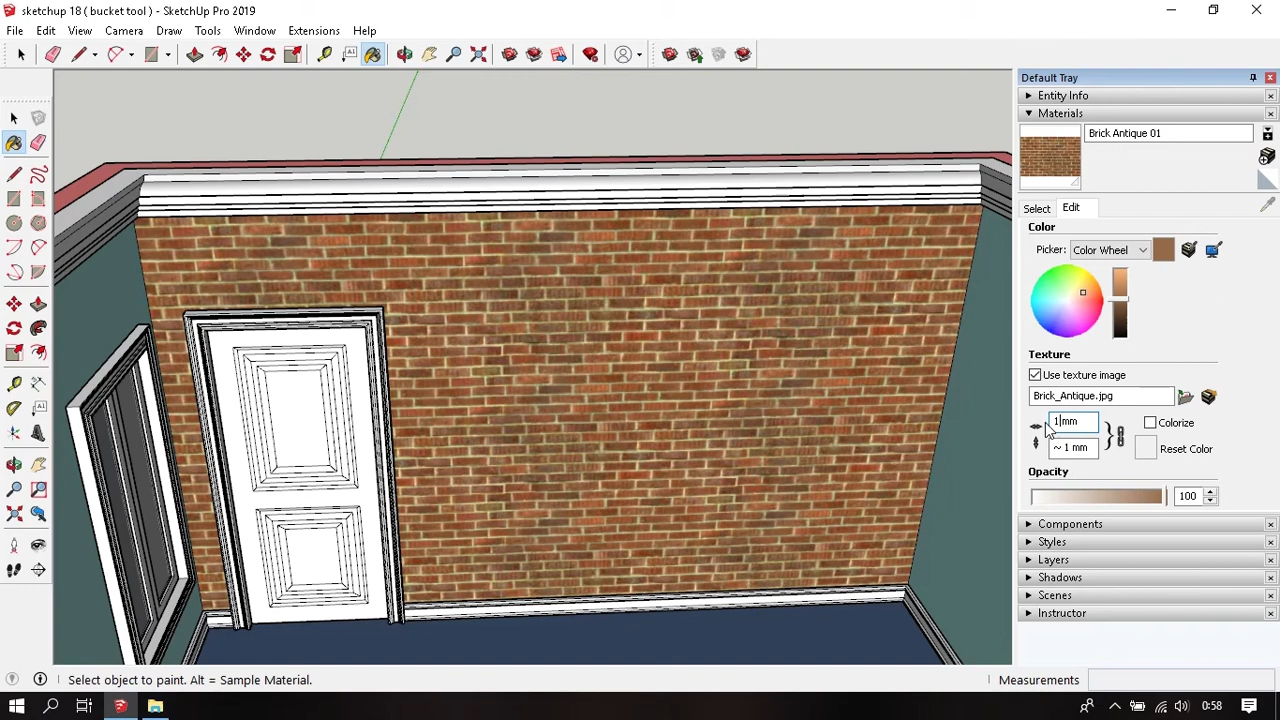 sketchup 18 ( bucket tool ) - SketchUp Pro 2019
File Edit View Camera Draw Tools Window Extensions Help
Default Tray
Entity Info
Materials
Brick Antique 01
Select Edit
Color
Picker: Color Wheel
Texture
Use texture image
Brick_Antique.jpg
1mm
Colorize
~ 1 mm
Reset Color
Opacity
100
Components
Styles
Layers
Shadows
Scenes
Instructor
Select object to paint. Alt = Sample Material.
Measurements
0:58